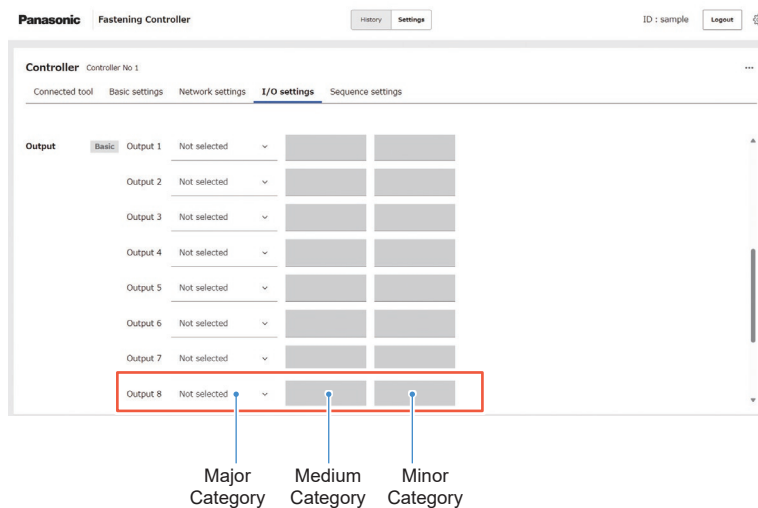 Panasonic Fastening Controller History Settings ID : sample Logout
Controller Controller No 1
Connected tool Basic settings Network settings I/O settings Sequence settings
Output Basic Output 1 Not selected
Output 2 Not selected
Output 3 Not selected
Output 4 Not selected
Output 5 Not selected
Output 6 Not selected
Output 7 Not selected
Output 8 Not selected
Major Category
Medium Category
Minor Category